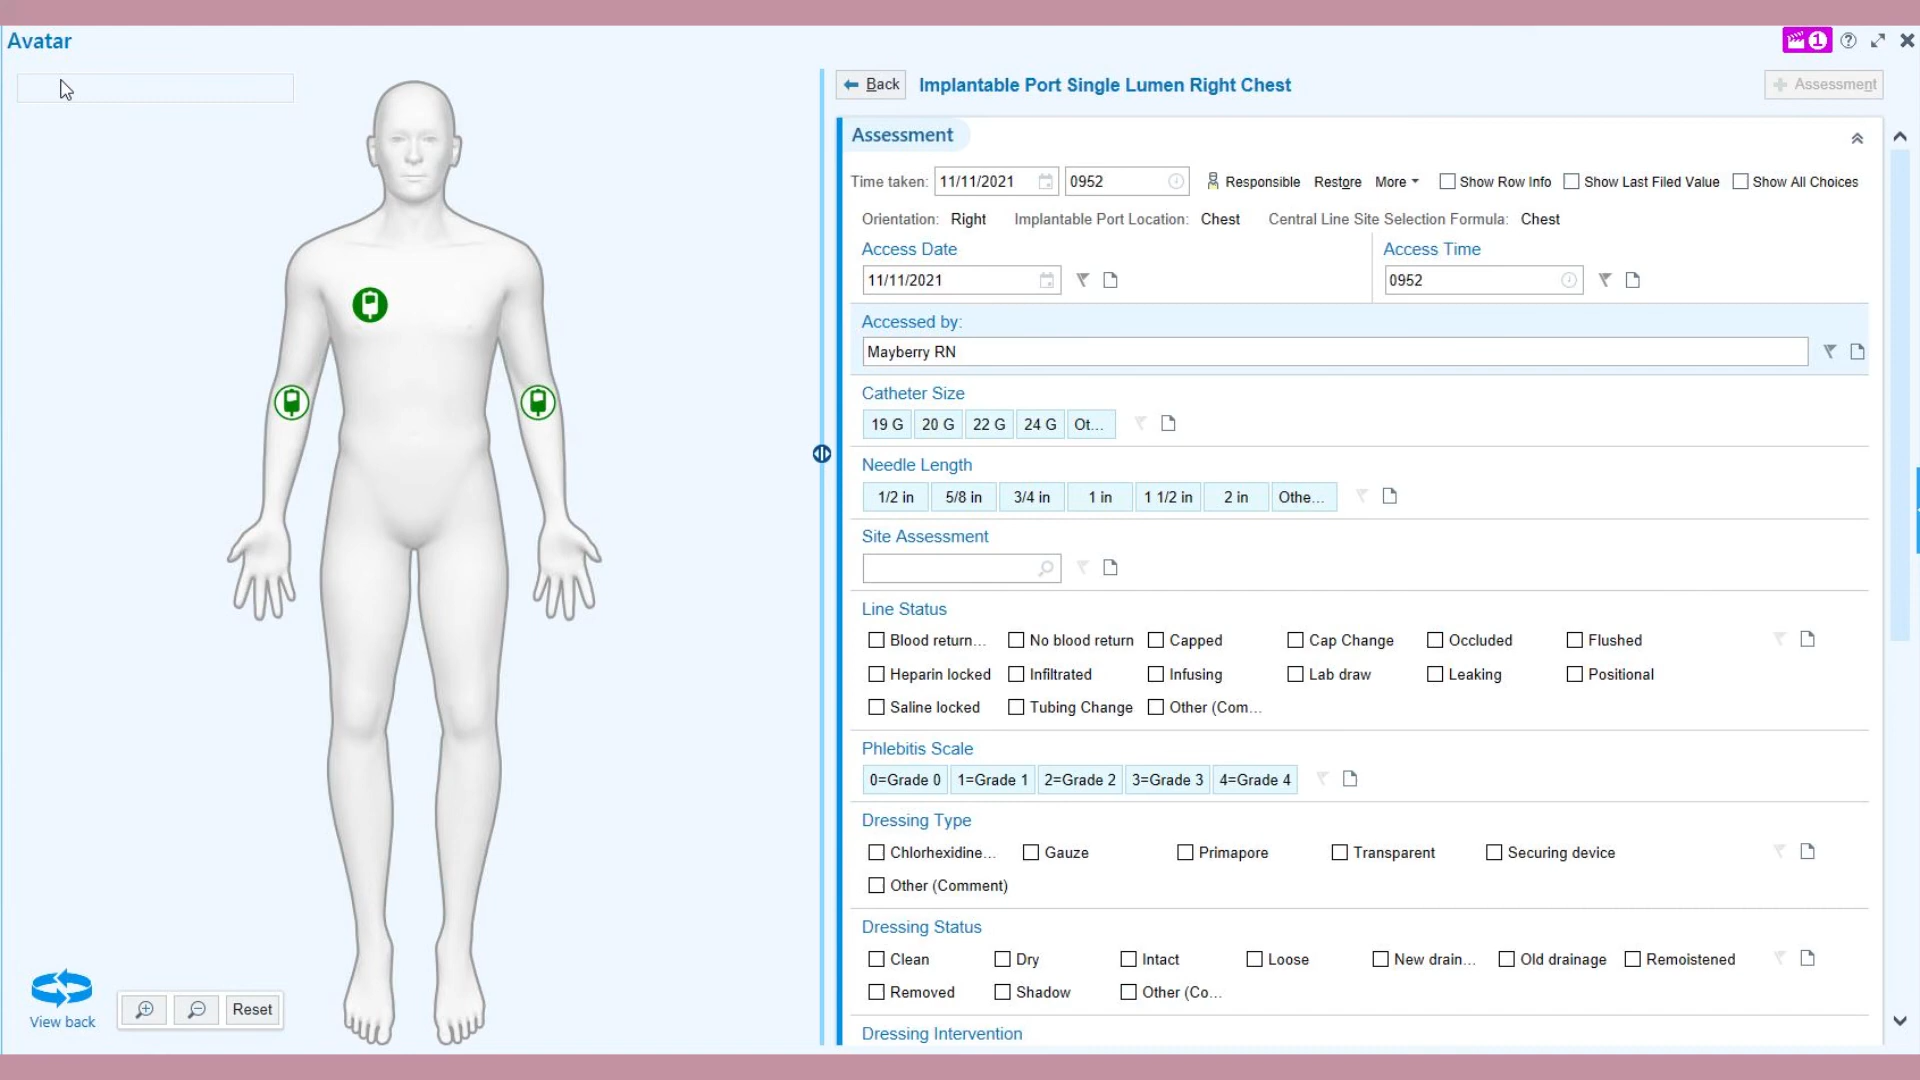 Avatar
1
Back
Implantable Port Single Lumen Right Chest
Assessment
Assessment
Time taken: 11/11/2021 0952 Responsible Restore More Show Row Info Show Last Filed Value Show All Choices
Orientation: Right Implantable Port Location: Chest Central Line Site Selection Formula: Chest
Access Date Access Time
11/11/2021 0952
Accessed by:
Mayberry RN
Catheter Size
19 G 20 G 22 G 24 G Ot...
Needle Length
1/2 in 5/8 in 3/4 in 1 in 1 1/2 in 2 in Othe...
Site Assessment
Line Status
Blood return... No blood return Capped Cap Change Occluded Flushed
Heparin locked Infiltrated Infusing Lab draw Leaking Positional
Saline locked Tubing Change Other (Com...
Phlebitis Scale
0=Grade 0 1=Grade 1 2=Grade 2 3=Grade 3 4=Grade 4
Dressing Type
Chlorhexidine... Gauze Primapore Transparent Securing device
Other (Comment)
Dressing Status
Clean Dry Intact Loose New drain... Old drainage Remoistened
Removed Shadow Other (Co...
Dressing Intervention
View back
Reset